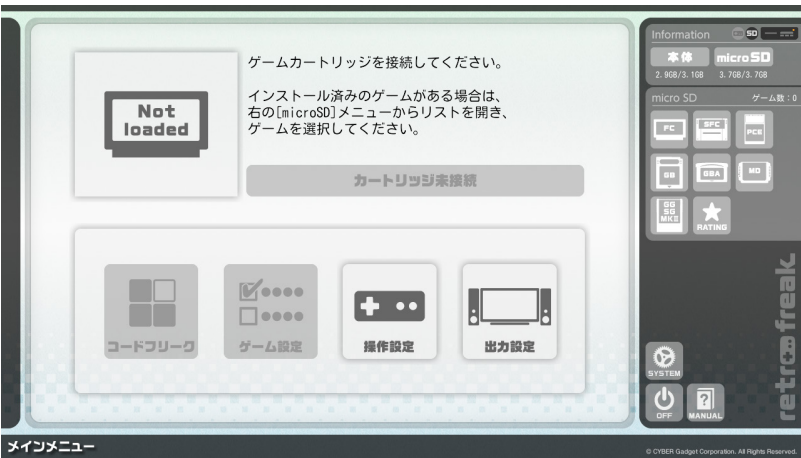 Not
loaded
ゲームカートリッジを接続してください。
インストール済みのゲームがある場合は、
右の[microSD]メニューからリストを開き、
ゲームを選択してください。
カートリッジ未接続
コードフリーク
ゲーム設定
操作設定
出力設定
Information
SD
本体
microSD
2.9GB/3.1GB
3.7GB/3.7GB
micro SD
ゲーム数：0
FC
SFC
PCE
GB
GBA
MD
GG
SG
MKⅢ
RATING
retrofreak.
SYSTEM
OFF
MANUAL
メインメニュー
© CYBER Gadget Corporation. All Rights Reserved.